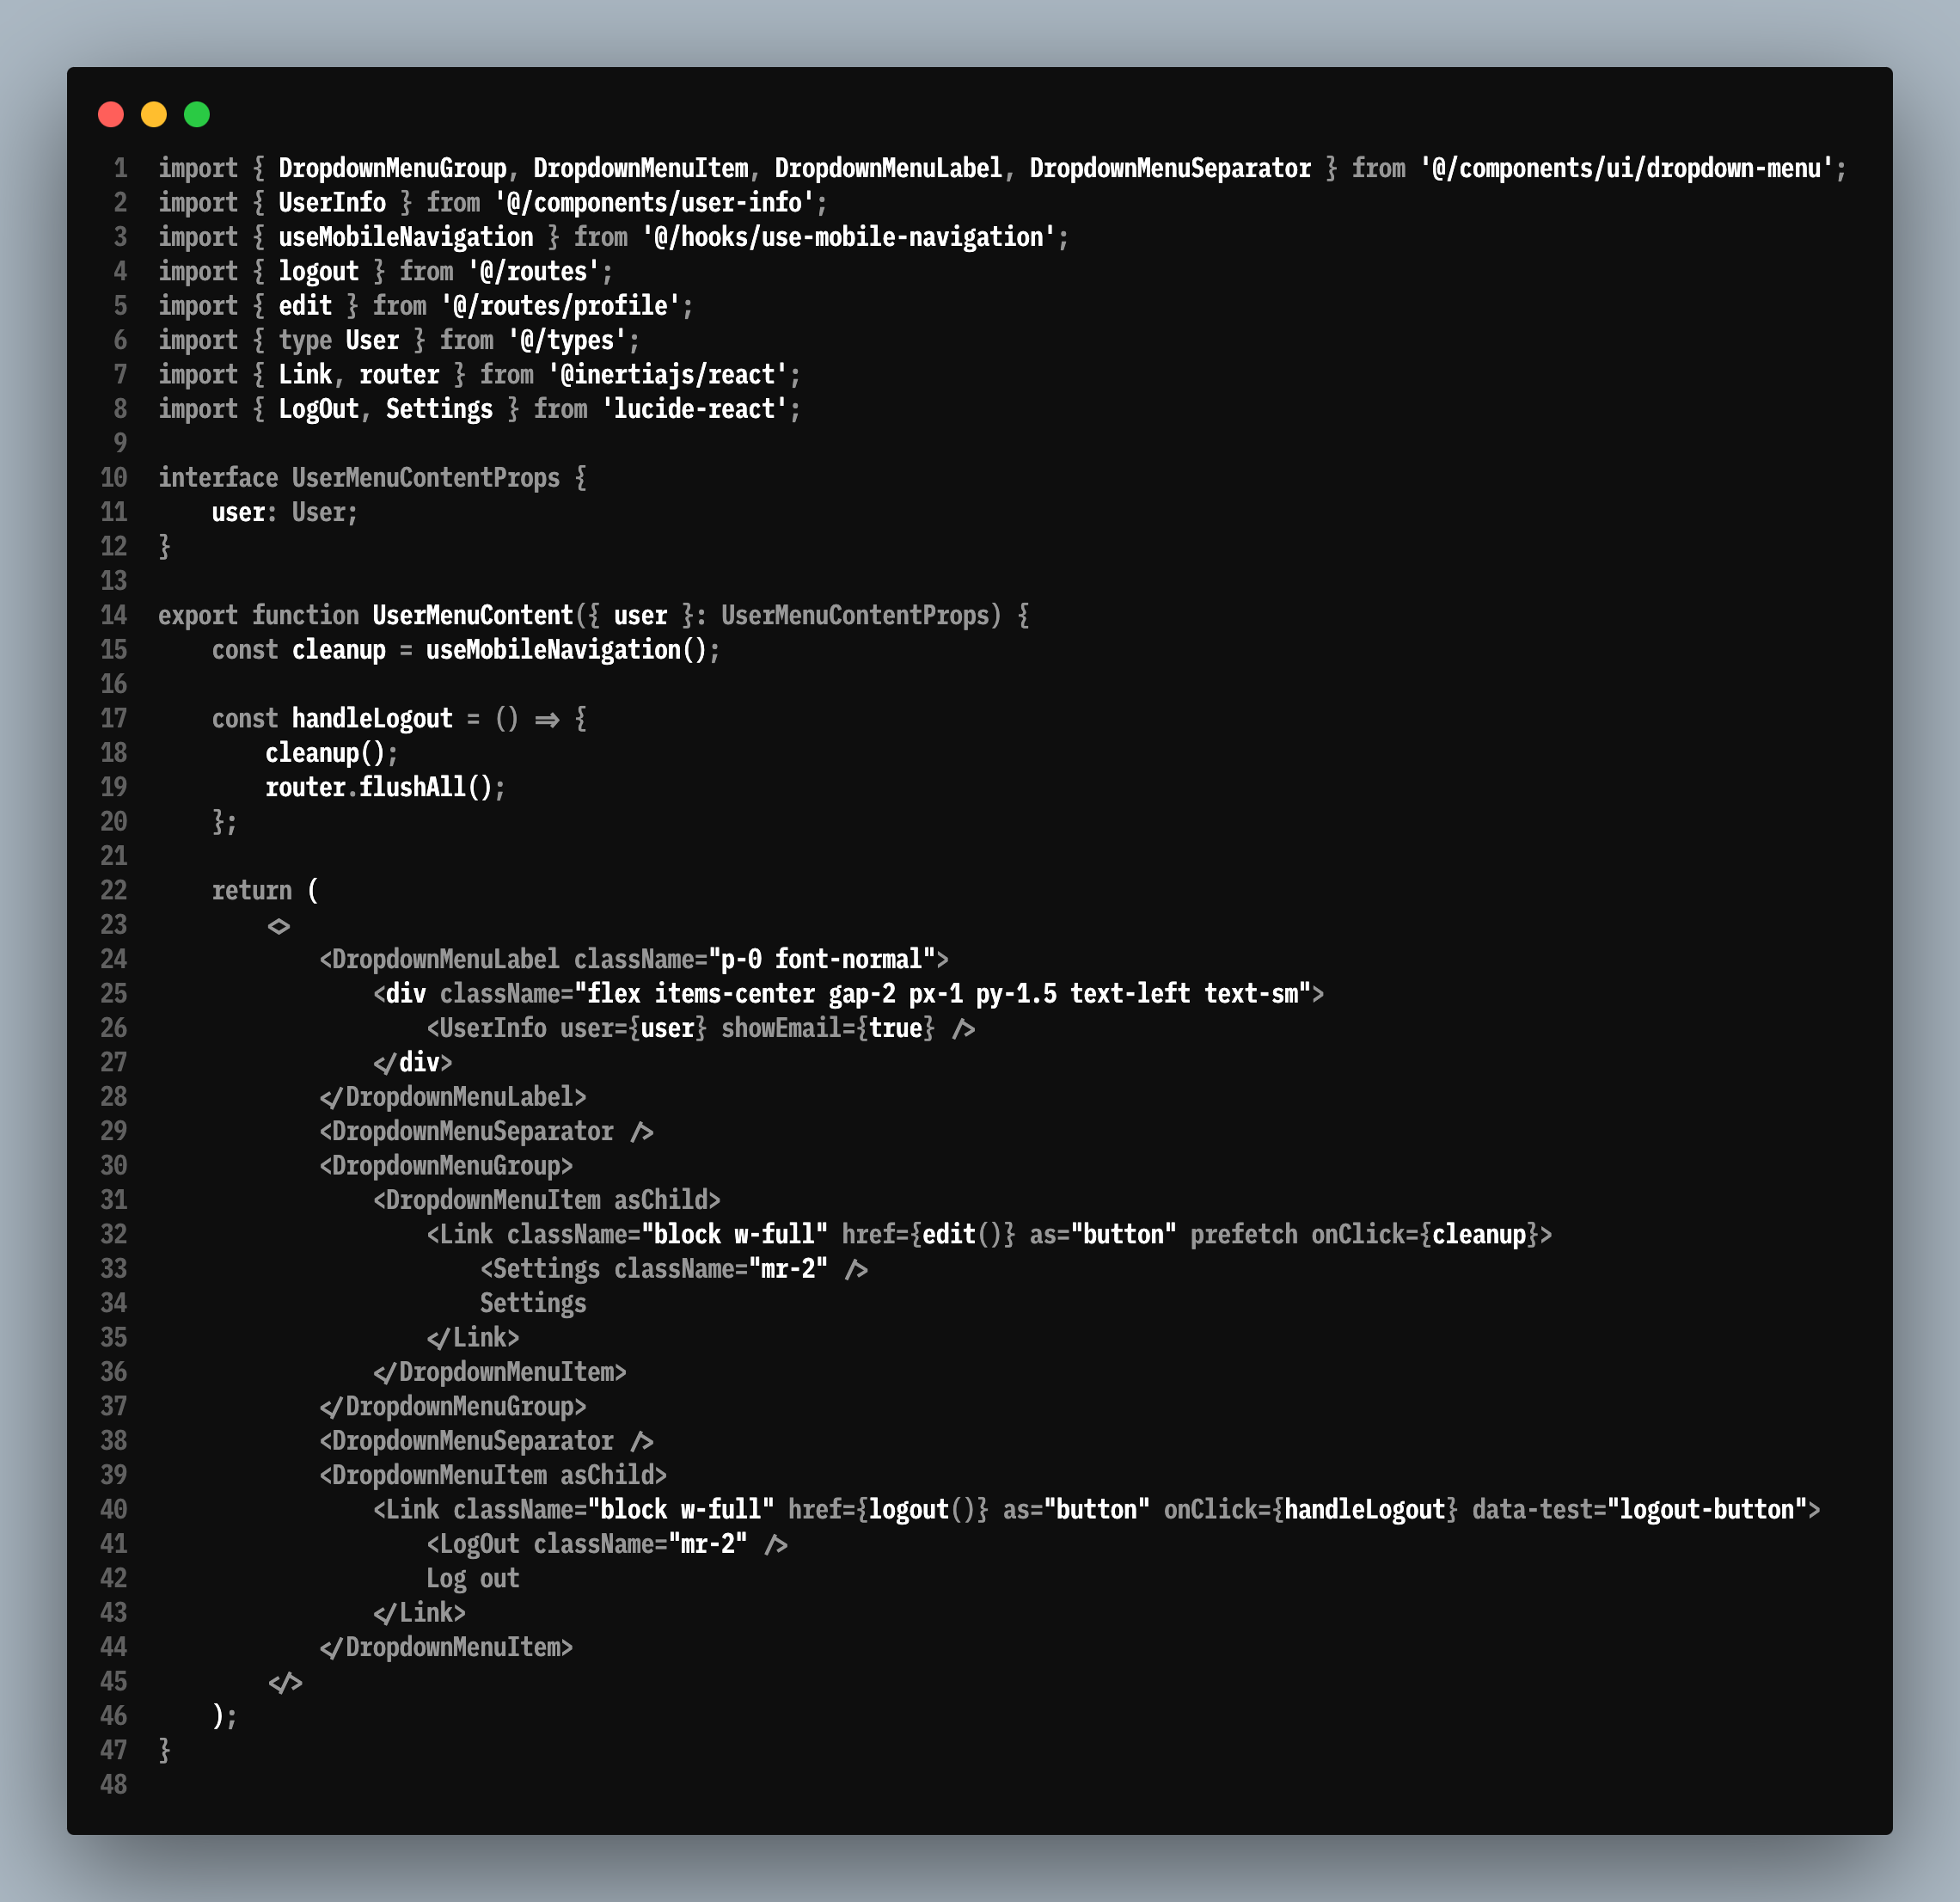 1 import { DropdownMenuGroup, DropdownMenuItem, DropdownMenuLabel, DropdownMenuSeparator } from '@/components/ui/dropdown-menu';
2 import { UserInfo } from '@/components/user-info';
3 import { useMobileNavigation } from '@/hooks/use-mobile-navigation';
4 import { logout } from '@/routes';
5 import { edit } from '@/routes/profile';
6 import { type User } from '@/types';
7 import { Link, router } from '@inertiajs/react';
8 import { LogOut, Settings } from 'lucide-react';
9
10 interface UserMenuContentProps {
11     user: User;
12 }
13
14 export function UserMenuContent({ user }: UserMenuContentProps) {
15     const cleanup = useMobileNavigation();
16
17     const handleLogout = () => {
18         cleanup();
19         router.flushAll();
20     };
21
22     return (
23         <>
24             <DropdownMenuLabel className="p-0 font-normal">
25                 <div className="flex items-center gap-2 px-1 py-1.5 text-left text-sm">
26                     <UserInfo user={user} showEmail={true} />
27                 </div>
28             </DropdownMenuLabel>
29             <DropdownMenuSeparator />
30             <DropdownMenuGroup>
31                 <DropdownMenuItem asChild>
32                     <Link className="block w-full" href={edit()} as="button" prefetch onClick={cleanup}>
33                         <Settings className="mr-2" />
34                         Settings
35                     </Link>
36                 </DropdownMenuItem>
37             </DropdownMenuGroup>
38             <DropdownMenuSeparator />
39             <DropdownMenuItem asChild>
40                 <Link className="block w-full" href={logout()} as="button" onClick={handleLogout} data-test="logout-button">
41                     <LogOut className="mr-2" />
42                     Log out
43                 </Link>
44             </DropdownMenuItem>
45         </>
46     );
47 }
48